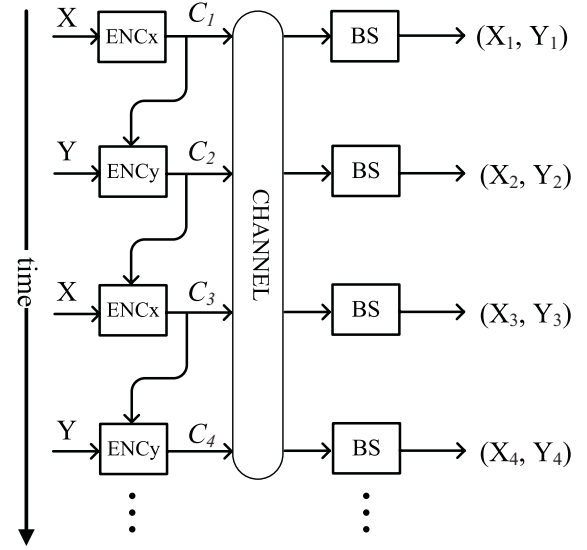 X ENCx C₁ BS (X₁, Y₁)
Y ENCy C₂ BS (X₂, Y₂)
CHANNEL
time
X ENCx C₃ BS (X₃, Y₃)
Y ENCy C₄ BS (X₄, Y₄)